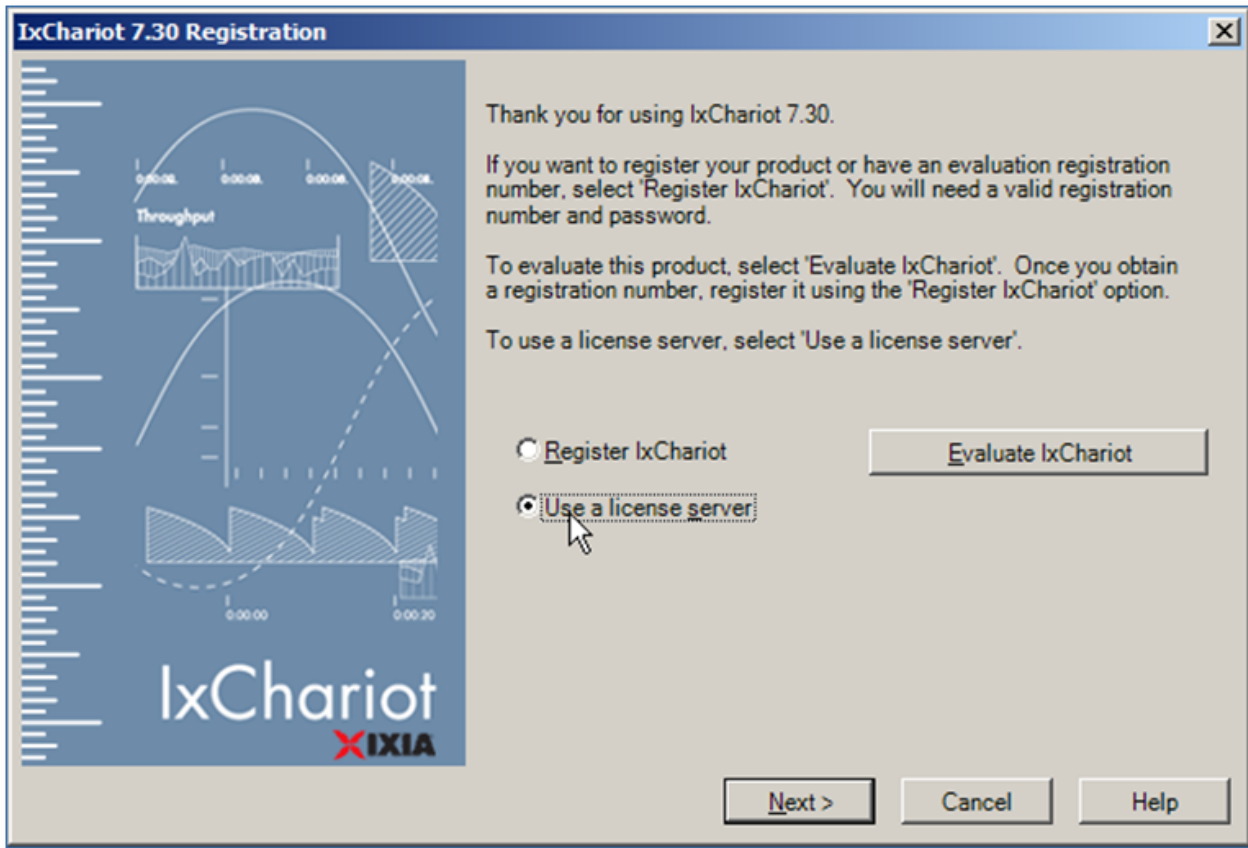 IxChariot 7.30 Registration
Thank you for using IxChariot 7.30.
If you want to register your product or have an evaluation registration
number, select 'Register IxChariot'. You will need a valid registration
number and password.
To evaluate this product, select 'Evaluate IxChariot'. Once you obtain
a registration number, register it using the 'Register IxChariot' option.
To use a license server, select 'Use a license server'.
Register IxChariot
Evaluate IxChariot
Use a license server
Throughput
0:00:00
0:00:20
IxChariot
IXIA
Next >
Cancel
Help